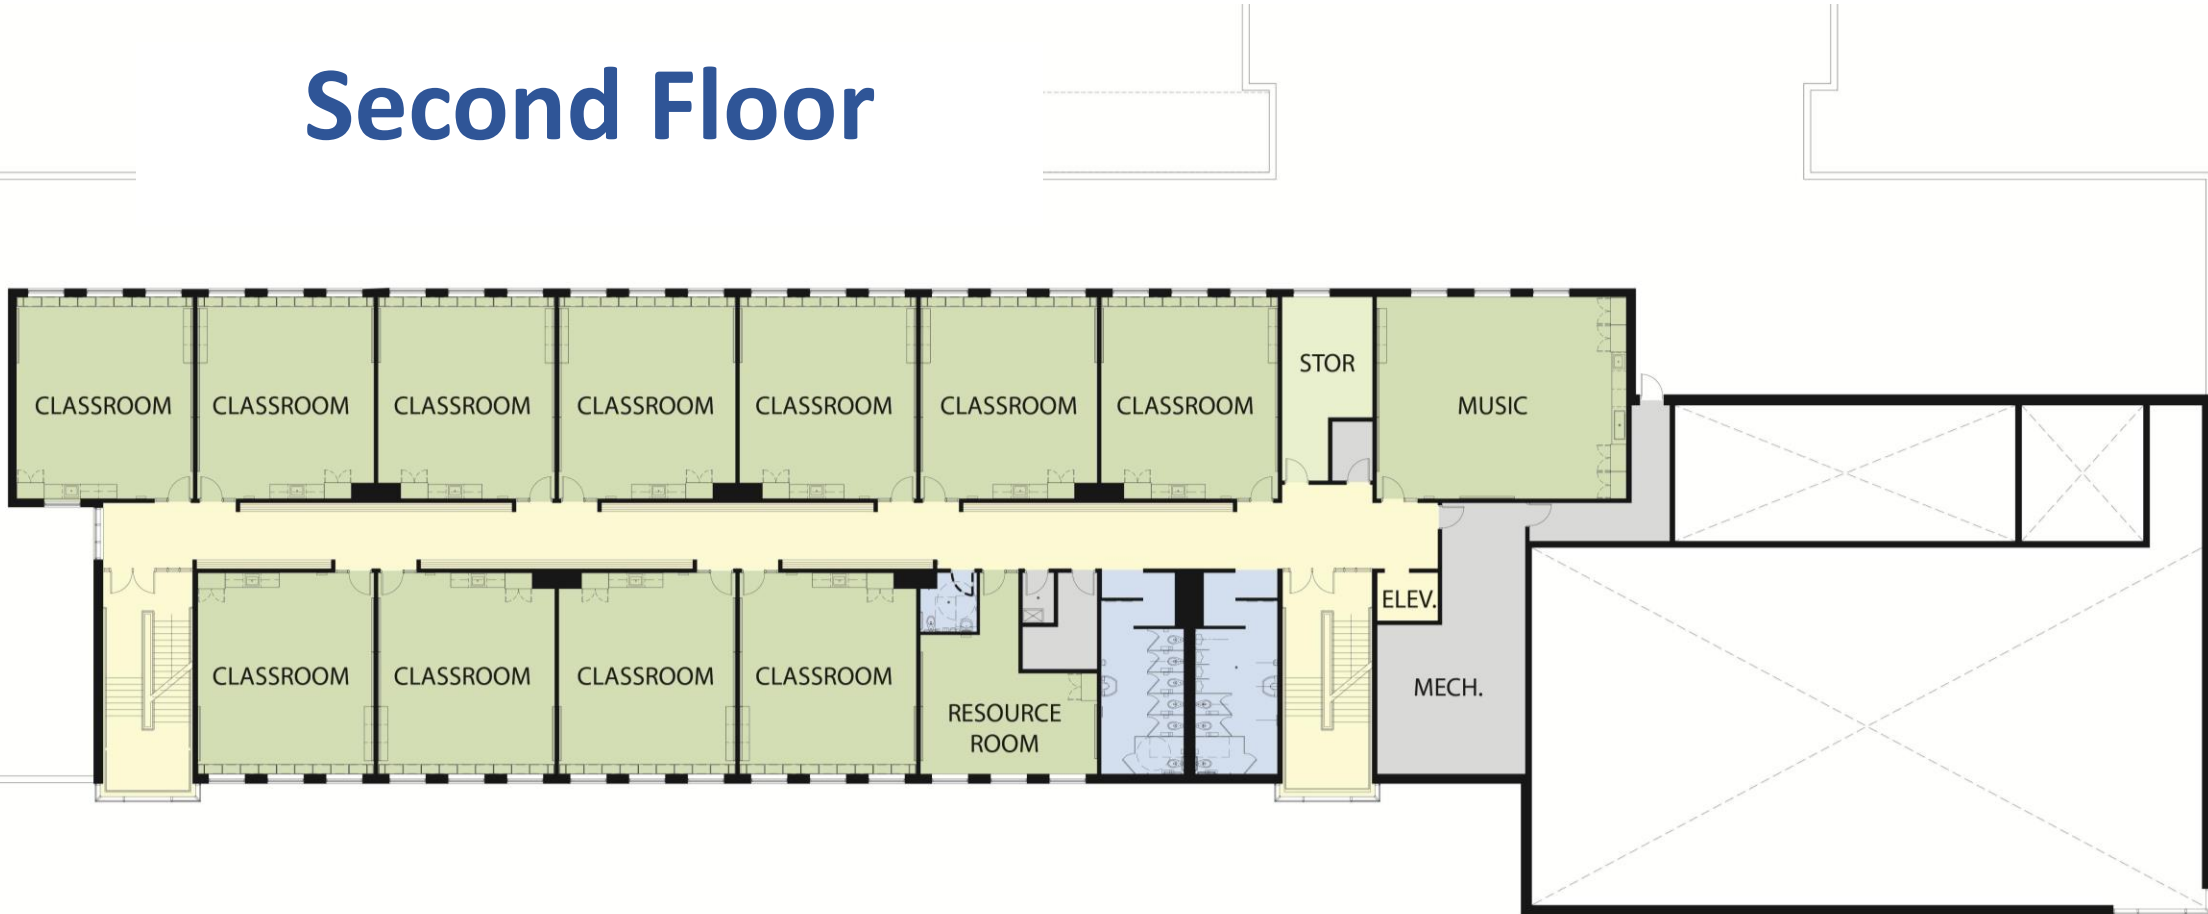 Second Floor
STOR
CLASSROOM
CLASSROOM
CLASSROOM
CLASSROOM
CLASSROOM
CLASSROOM
CLASSROOM
MUSIC
ELEV.
CLASSROOM
CLASSROOM
CLASSROOM
CLASSROOM
MECH.
RESOURCE
ROOM